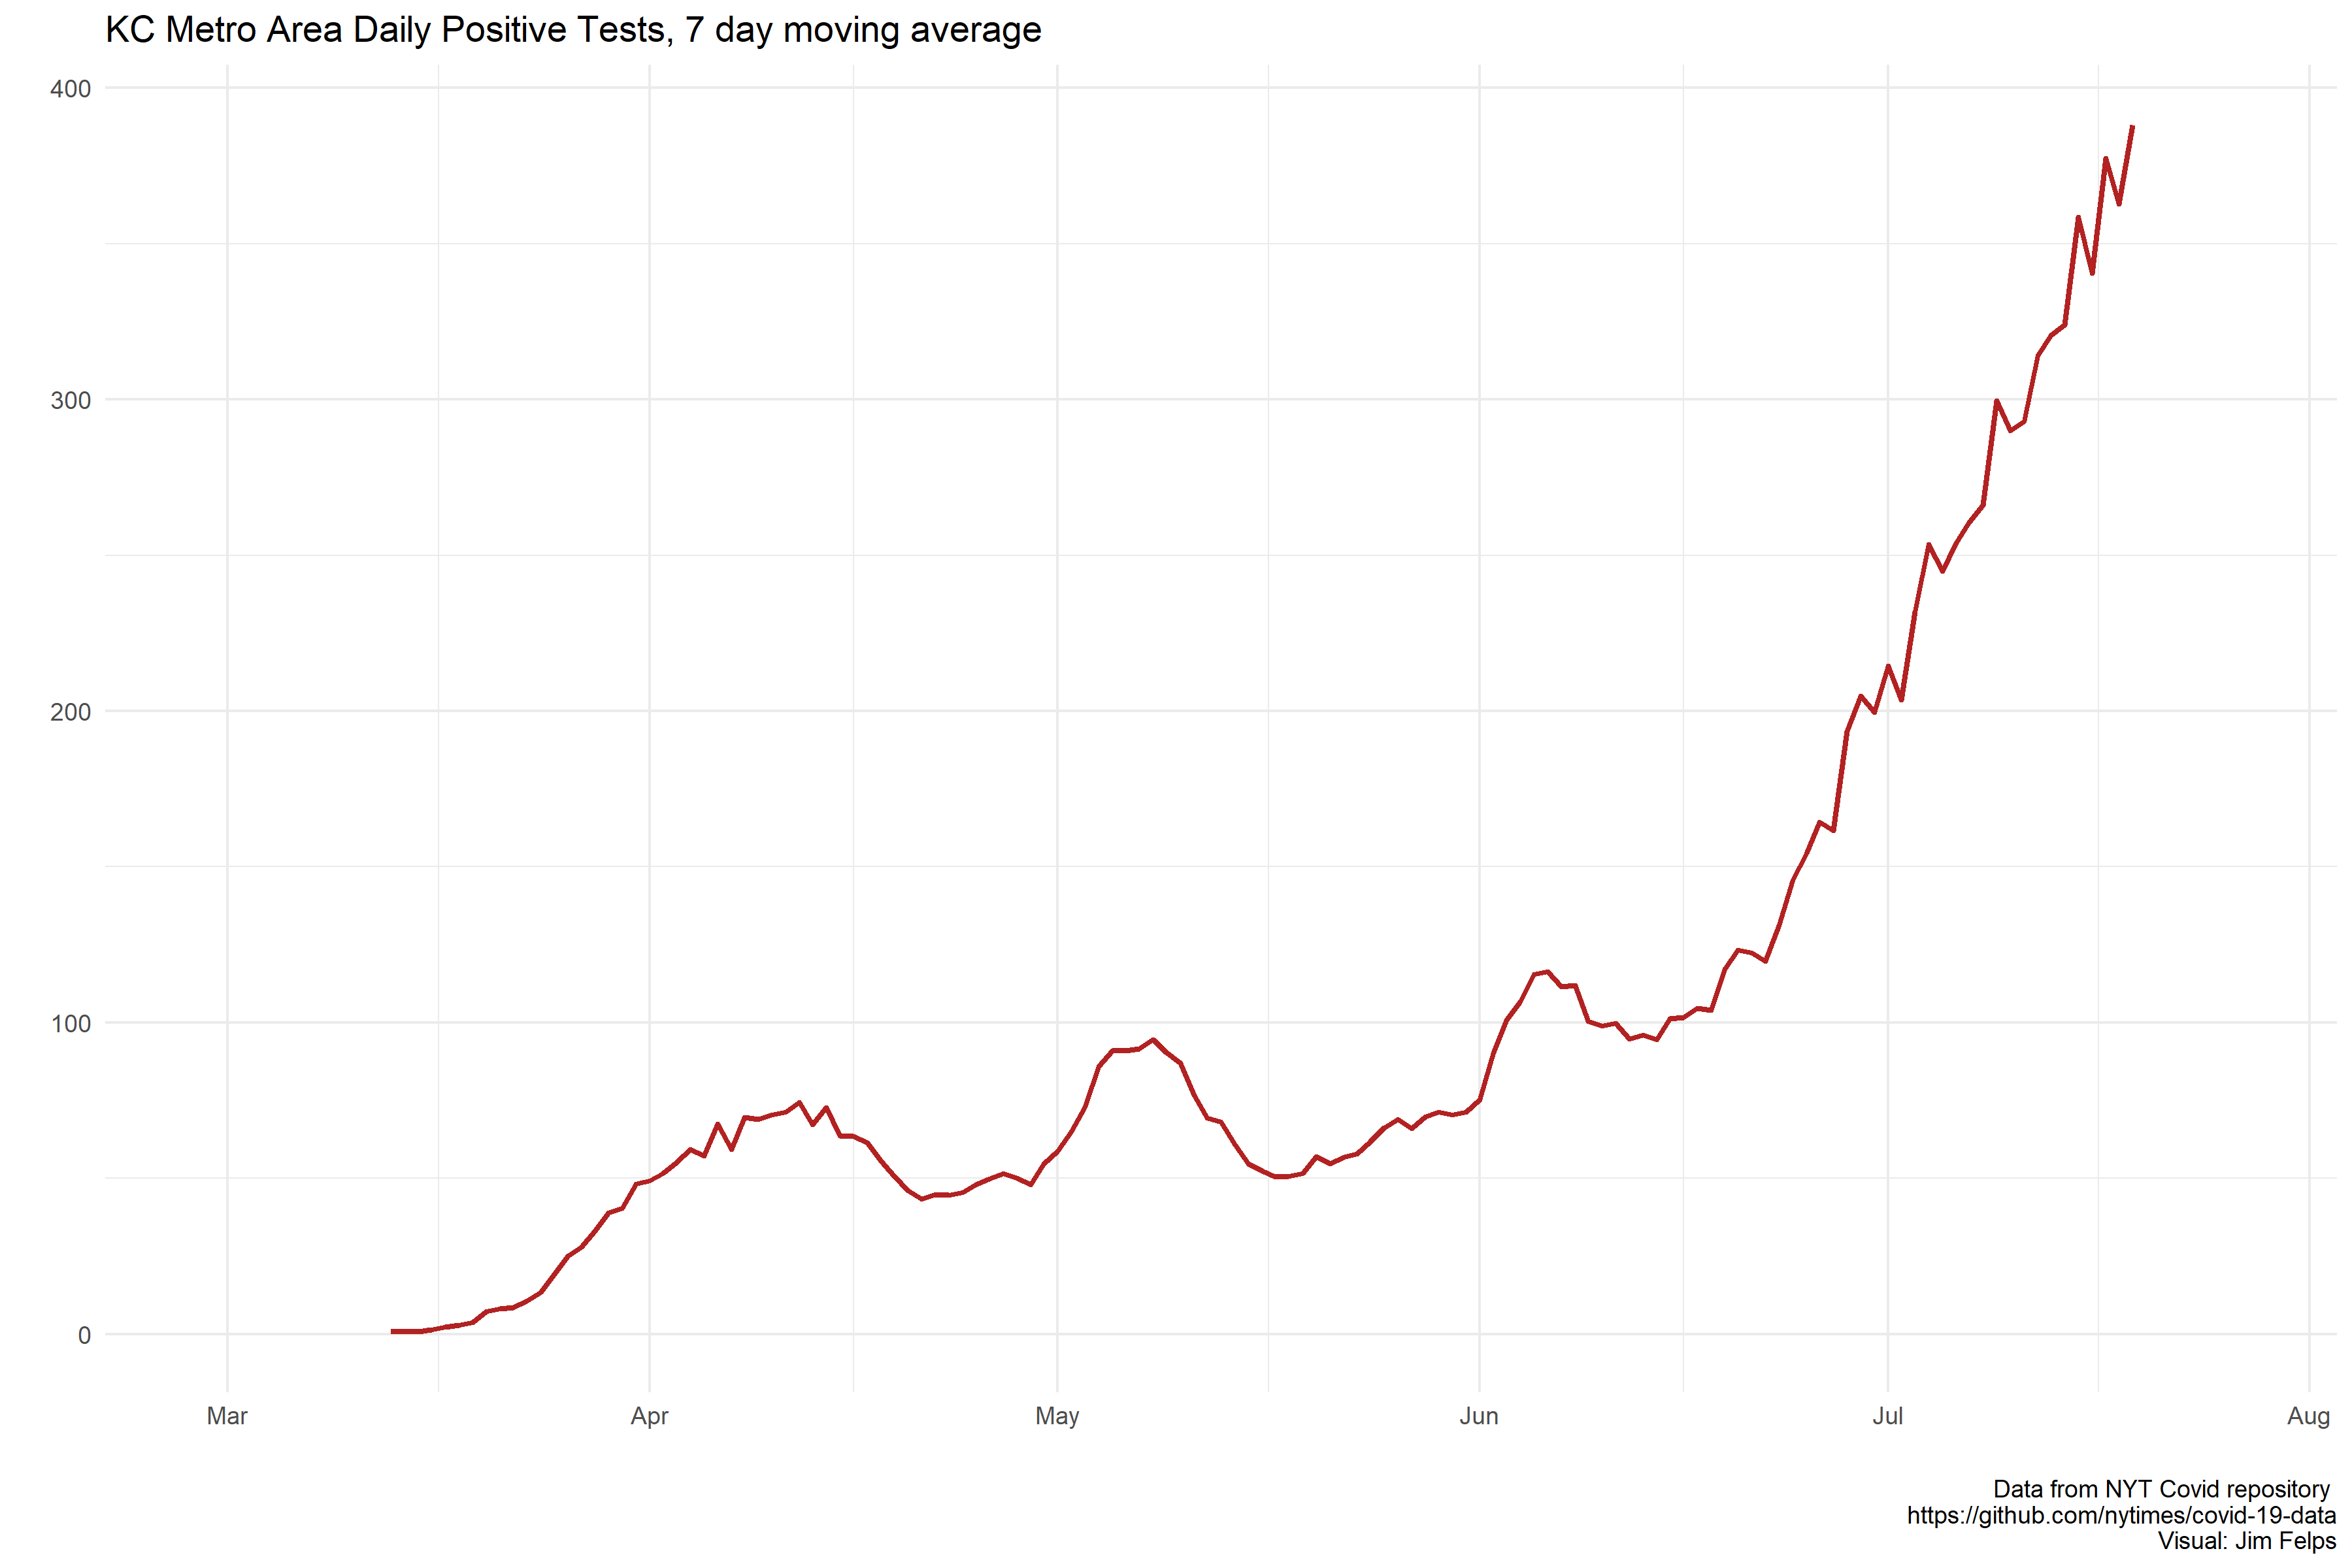 KC Metro Area Daily Positive Tests, 7 day moving average
400
300
200
100
0
Mar Apr May Jun Jul Aug
Data from NYT Covid repository
https://github.com/nytimes/covid-19-data
Visual: Jim Felps